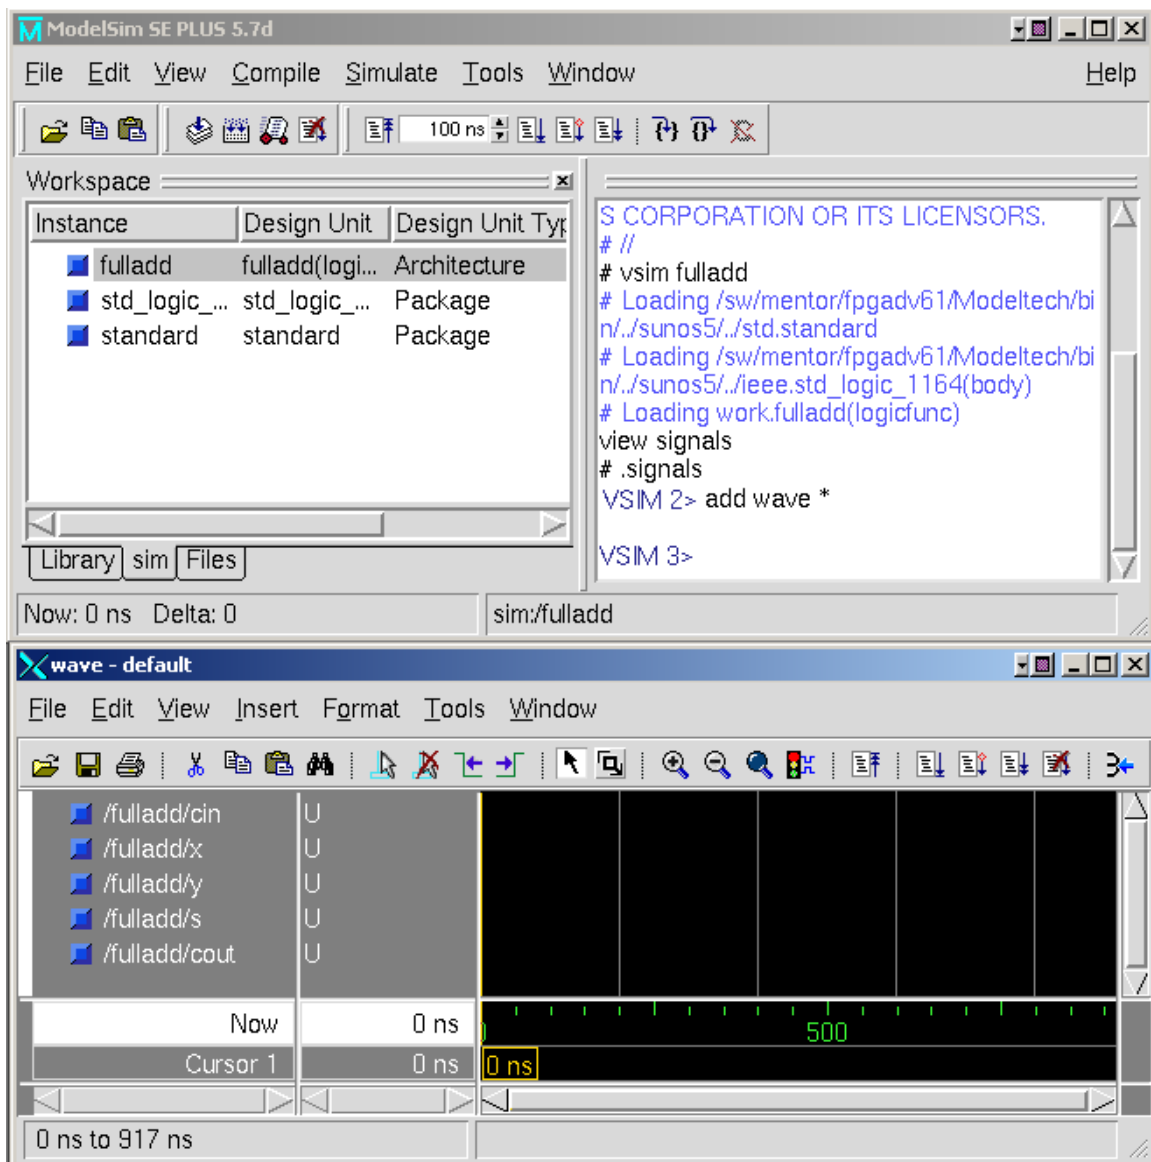 ModelSim SE PLUS 5.7d
File Edit View Compile Simulate Tools Window Help
100 ns
Workspace
Instance Design Unit Design Unit Typ
fulladd fulladd(logi... Architecture
std_logic_... std_logic_... Package
standard standard Package
Library sim Files
S CORPORATION OR ITS LICENSORS.
# //
# vsim fulladd
# Loading /sw/mentor/fpgadv61/Modeltech/bi
n/../sunos5/../std.standard
# Loading /sw/mentor/fpgadv61/Modeltech/bi
n/../sunos5/../ieee.std_logic_1164(body)
# Loading work.fulladd(logicfunc)
view signals
# .signals
VSIM 2> add wave *
VSIM 3>
Now: 0 ns Delta: 0 sim:/fulladd
wave - default
File Edit View Insert Format Tools Window
/fulladd/cin U
/fulladd/x U
/fulladd/y U
/fulladd/s U
/fulladd/cout U
Now 0 ns 0 500
Cursor 1 0 ns 0 ns
0 ns to 917 ns